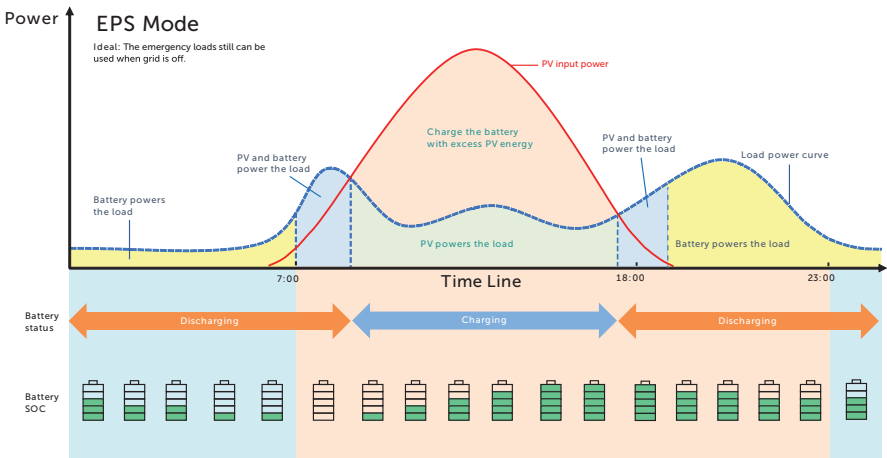 Power
EPS Mode
Ideal: The emergency loads still can be
used when grid is off.
PV input power
Charge the battery
with excess PV energy
PV and battery
power the load
PV and battery
power the load
Load power curve
Battery powers
the load
PV powers the load
Battery powers the load
7:00
Time Line
18:00
23:00
Battery
status
Discharging
Charging
Discharging
Battery
SOC